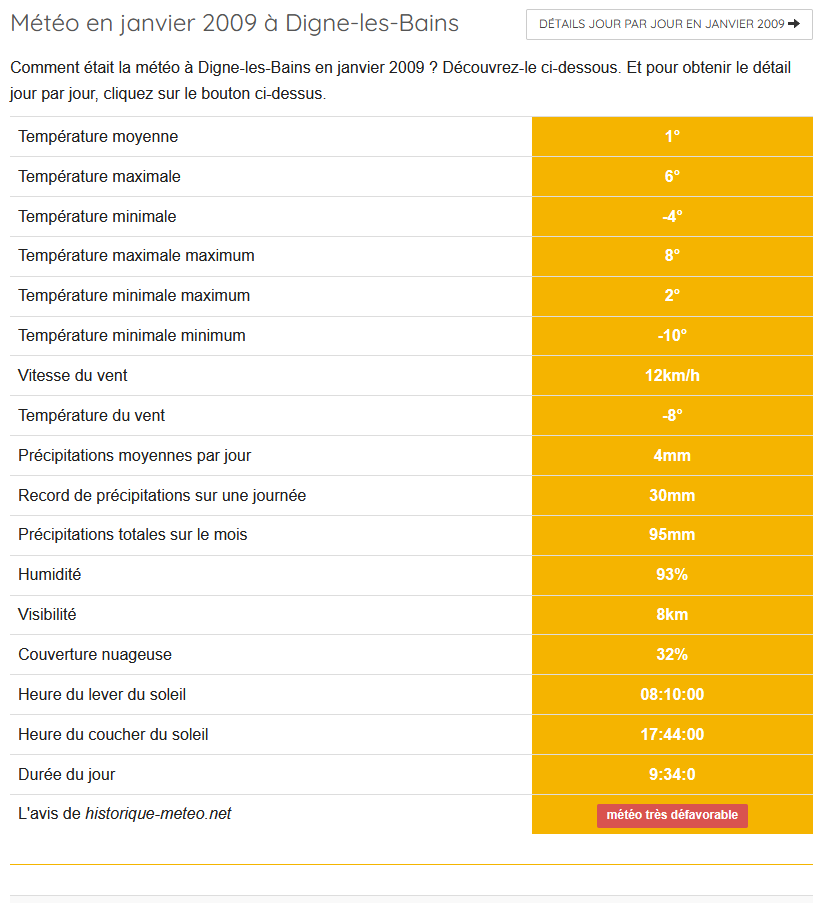 Météo en janvier 2009 à Digne-les-Bains
DÉTAILS JOUR PAR JOUR EN JANVIER 2009
Comment était la météo à Digne-les-Bains en janvier 2009 ? Découvrez-le ci-dessous. Et pour obtenir le détail
jour par jour, cliquez sur le bouton ci-dessus.
Température moyenne 1°
Température maximale 6°
Température minimale -4°
Température maximale maximum 8°
Température minimale maximum 2°
Température minimale minimum -10°
Vitesse du vent 12km/h
Température du vent -8°
Précipitations moyennes par jour 4mm
Record de précipitations sur une journée 30mm
Précipitations totales sur le mois 95mm
Humidité 93%
Visibilité 8km
Couverture nuageuse 32%
Heure du lever du soleil 08:10:00
Heure du coucher du soleil 17:44:00
Durée du jour 9:34:0
L'avis de historique-meteo.net météo très défavorable